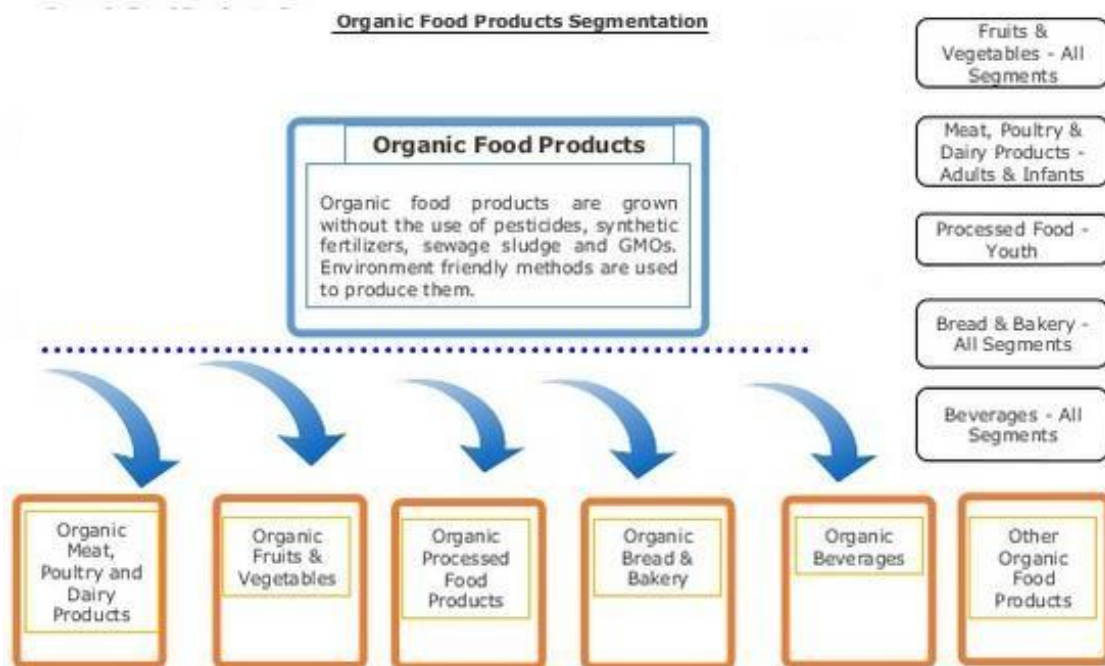 Organic Food Products Segmentation
Organic Food Products
Organic food products are grown
without the use of pesticides, synthetic
fertilizers, sewage sludge and GMOs.
Environment friendly methods are used
to produce them.
Fruits &
Vegetables - All
Segments
Meat, Poultry &
Dairy Products -
Adults & Infants
Processed Food -
Youth
Bread & Bakery -
All Segments
Beverages - All
Segments
Organic
Meat,
Poultry and
Dairy
Products
Organic
Fruits &
Vegetables
Organic
Processed
Food
Products
Organic
Bread &
Bakery
Organic
Beverages
Other
Organic
Food
Products